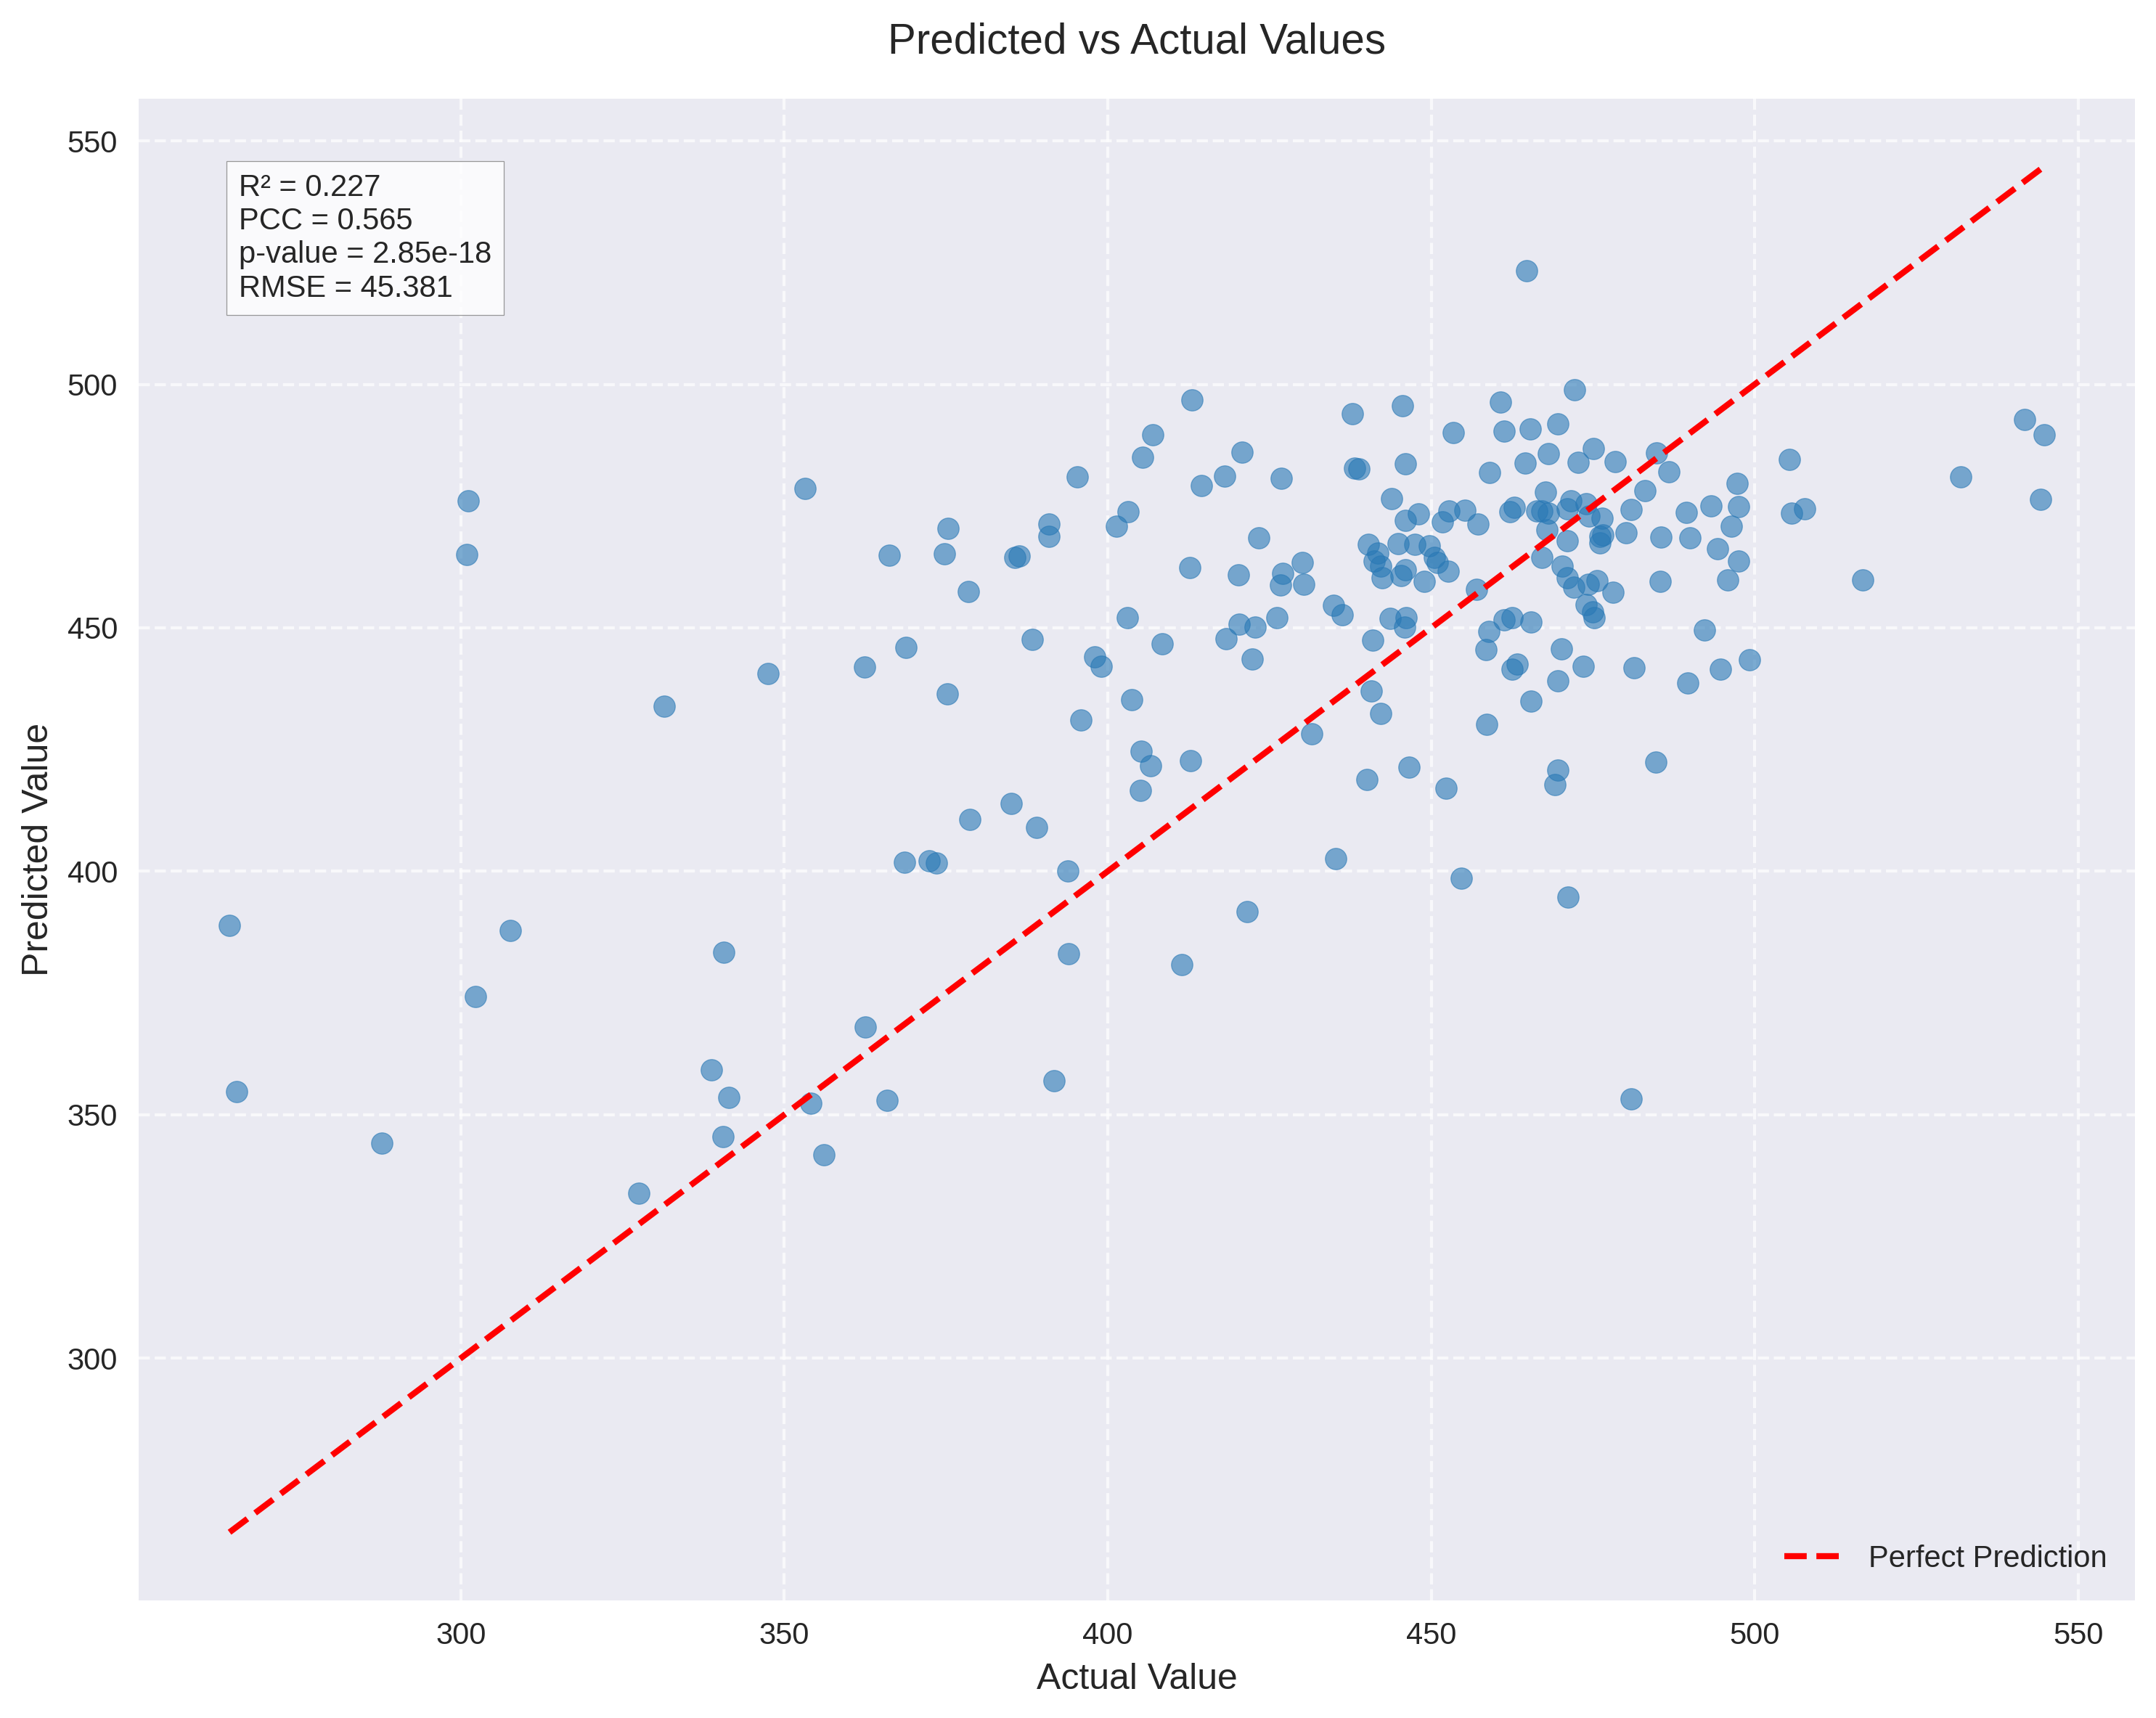 Predicted vs Actual Values
R² = 0.227
PCC = 0.565
p-value = 2.85e-18
RMSE = 45.381
550
500
450
400
350
300
Predicted Value
Perfect Prediction
300 350 400 450 500 550
Actual Value